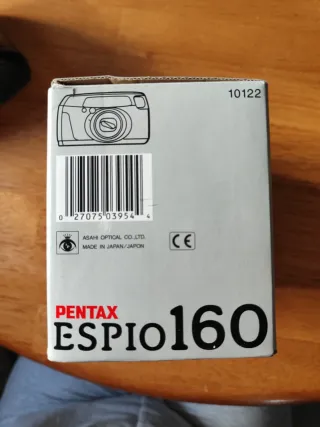 10122
0 27075 03954 4
ASAHI OPTICAL CO.,LTD.
MADE IN JAPAN/JAPON
CE
PENTAX
ESPIO160